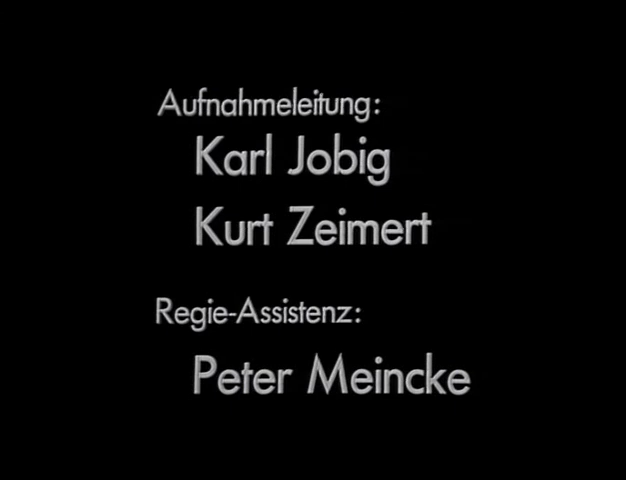 Aufnahmeleitung:
Karl Jobig
Kurt Zeimert
Regie-Assistenz:
Peter Meincke